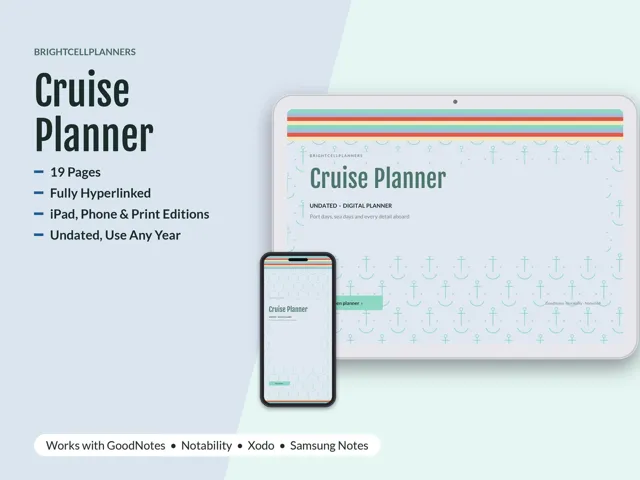 BRIGHTCELLPLANNERS
Cruise
Planner
19 Pages
Fully Hyperlinked
iPad, Phone & Print Editions
Undated, Use Any Year
BRIGHTCELLPLANNERS
Cruise Planner
UNDATED • DIGITAL PLANNER
Port days, sea days and every detail aboard
planner ›
Cruise Planner
Works with GoodNotes • Notability • Xodo • Samsung Notes